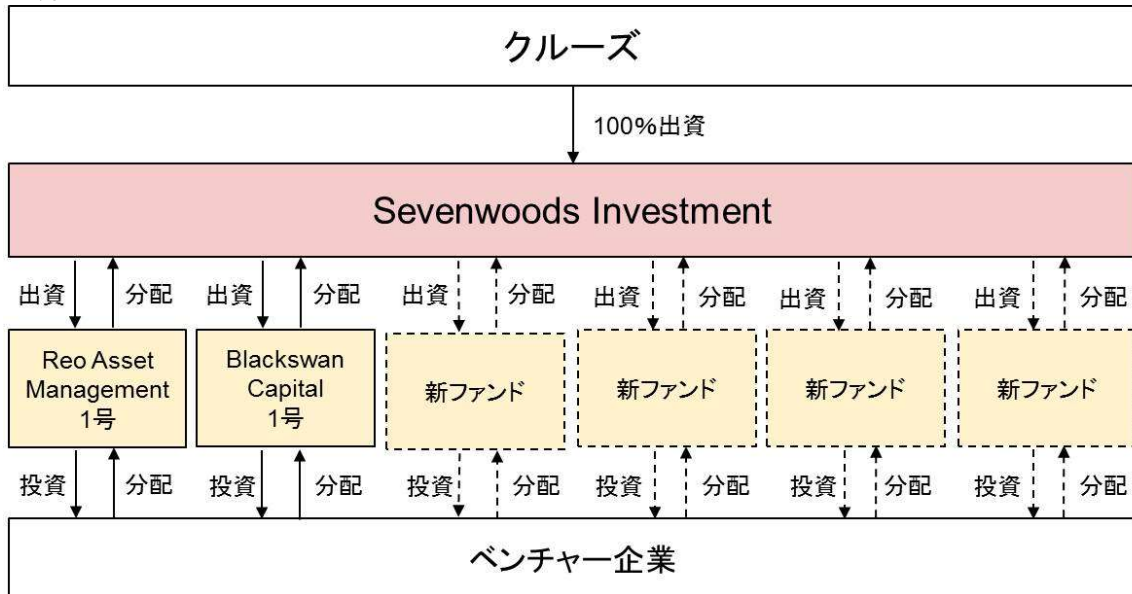 クルーズ
100%出資
Sevenwoods Investment
出資 分配 出資 分配 出資 分配 出資 分配 出資 分配 出資 分配
Reo Asset
Management
1号
Blackswan
Capital
1号
新ファンド
新ファンド
新ファンド
新ファンド
投資 分配 投資 分配 投資 分配 投資 分配 投資 分配 投資 分配
ベンチャー企業